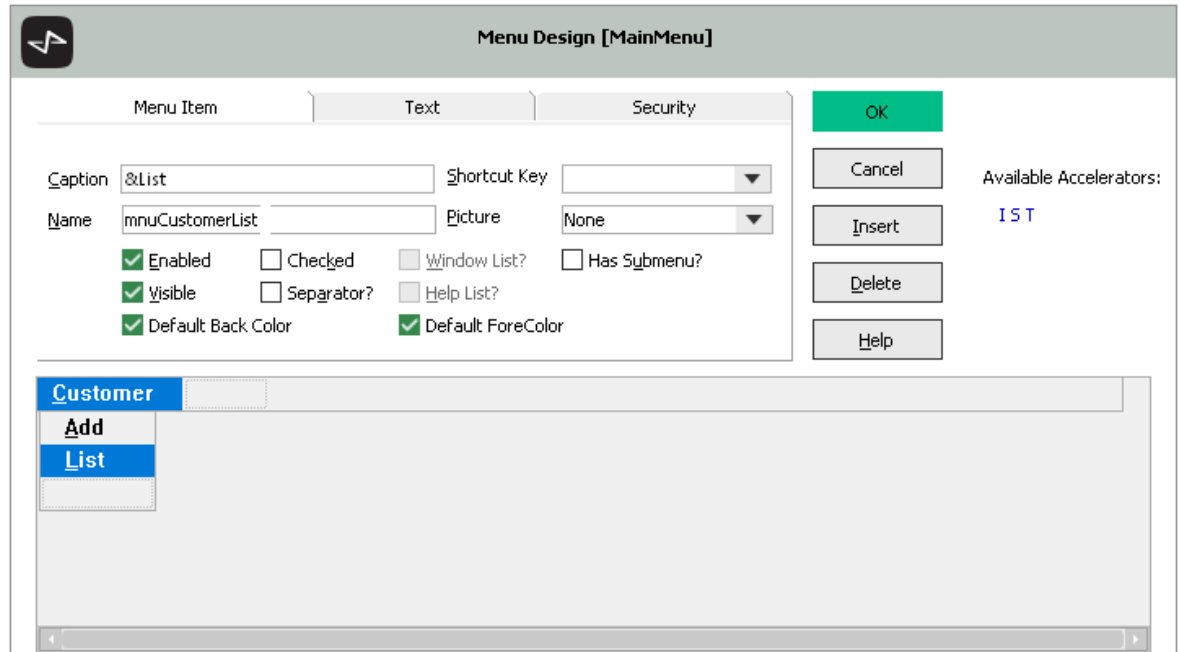 Menu Design [MainMenu]
Menu Item Text Security OK
Caption &List Shortcut Key Cancel Available Accelerators:
Name mnuCustomerList Picture None Insert I S T
Enabled Checked Window List? Has Submenu?
Visible Separator? Help List? Delete
Default Back Color Default ForeColor
Help
Customer
Add
List